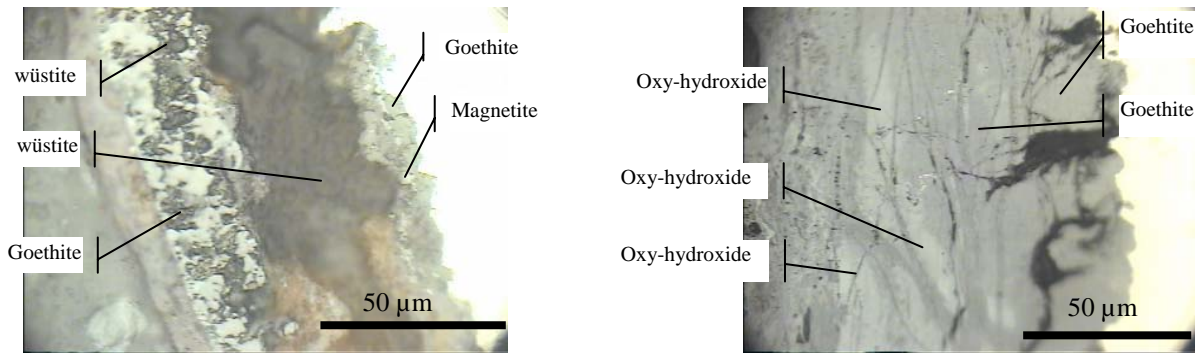 Goethite
wüstite
Magnetite
wüstite
Goethite
50 µm
Goehtite
Oxy-hydroxide
Goethite
Oxy-hydroxide
Oxy-hydroxide
50 µm